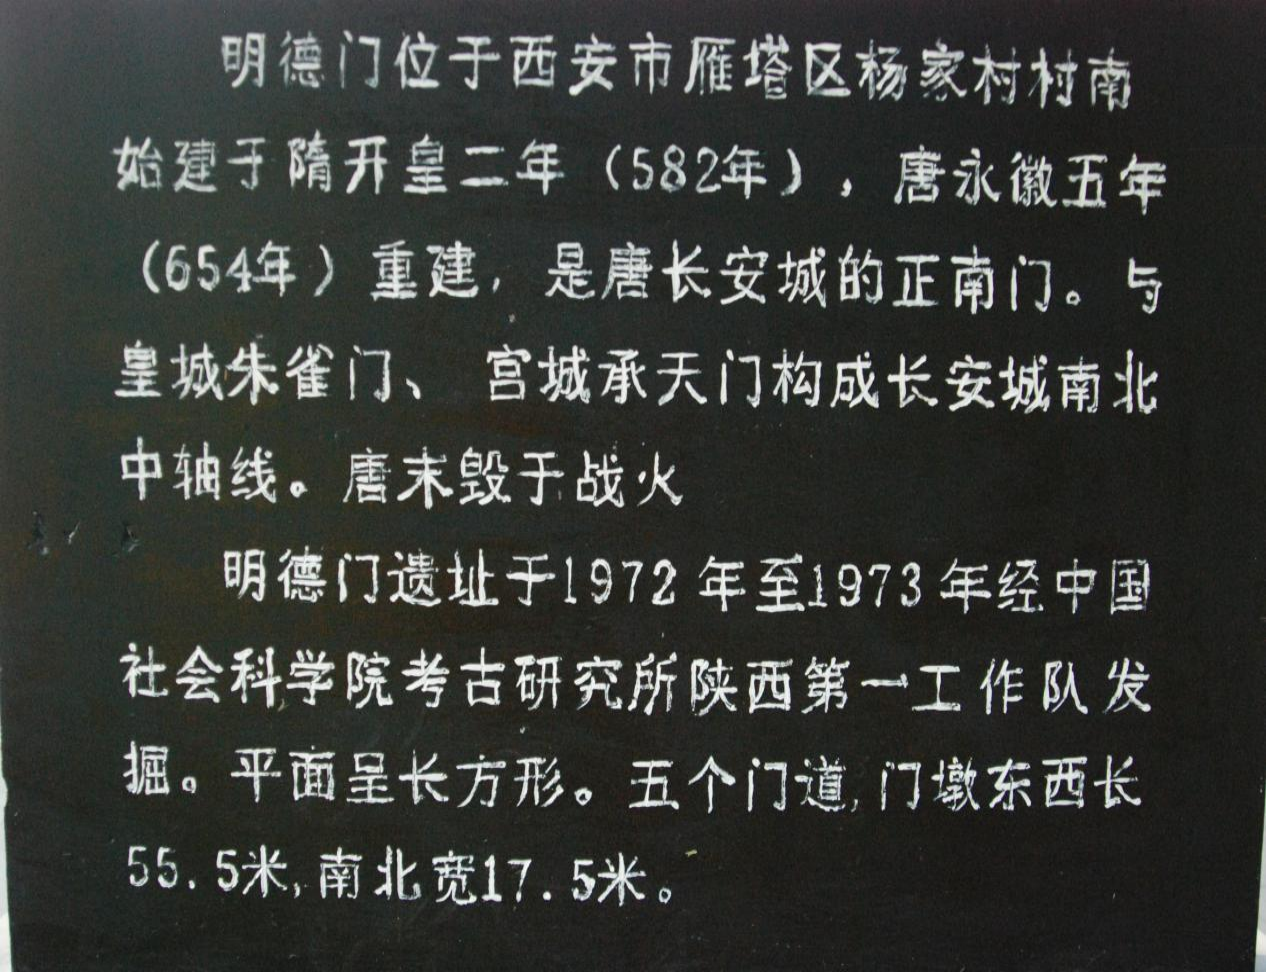 明德门位于西安市雁塔区杨家村村南
始建于隋开皇二年（582年），唐永徽五年
（654年）重建，是唐长安城的正南门。与
皇城朱雀门、宫城承天门构成长安城南北
中轴线。唐末毁于战火
明德门遗址于1972年至1973年经中国
社会科学院考古研究所陕西第一工作队发
掘。平面呈长方形。五个门道,门墩东西长
55.5米,南北宽17.5米。